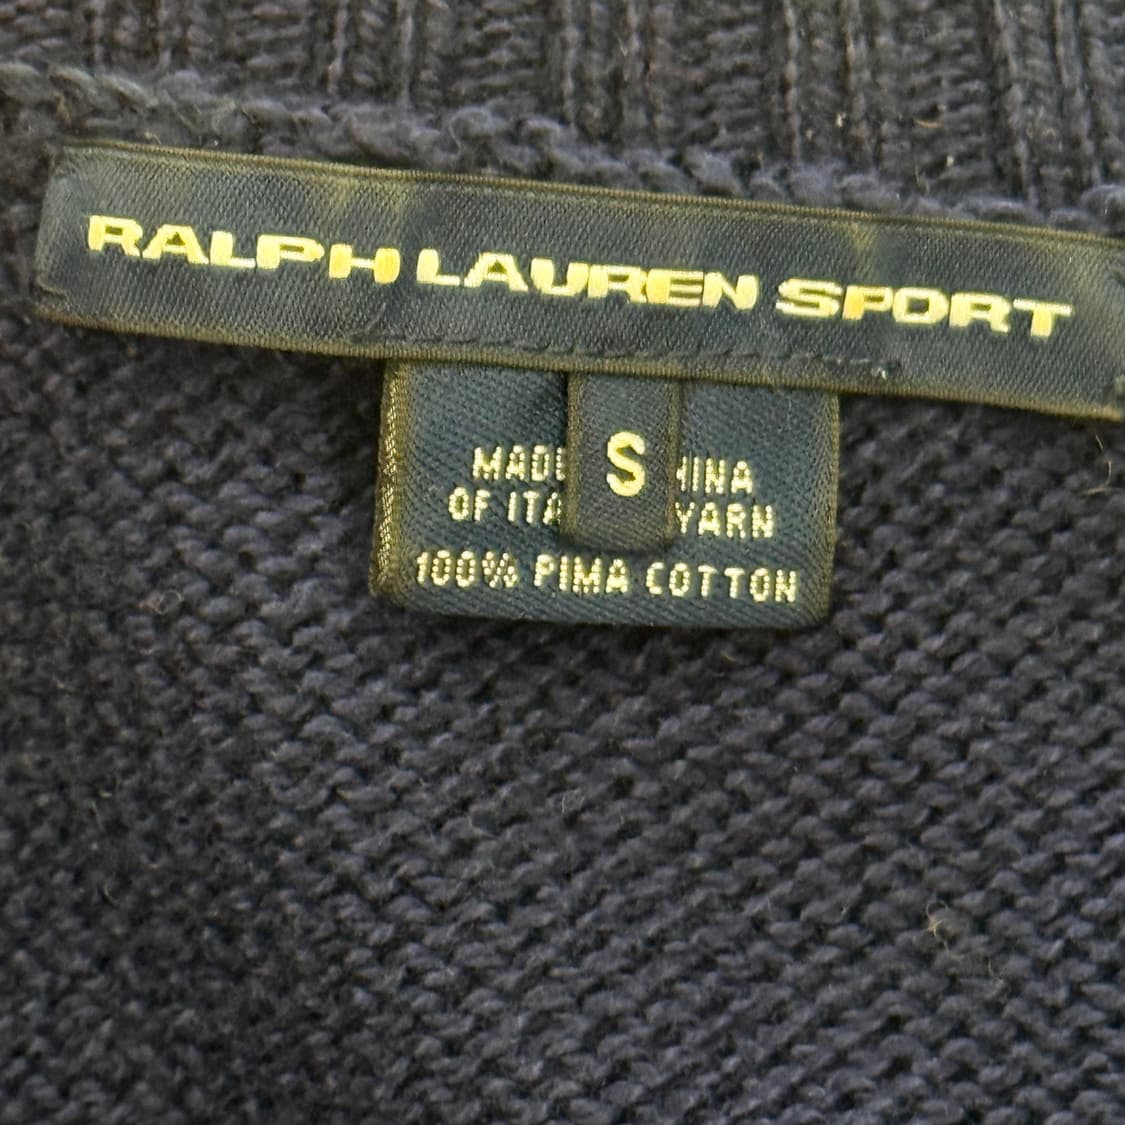 RALPH LAUREN SPORT
S
MADE HINA
OF ITA YARN
100% PIMA COTTON